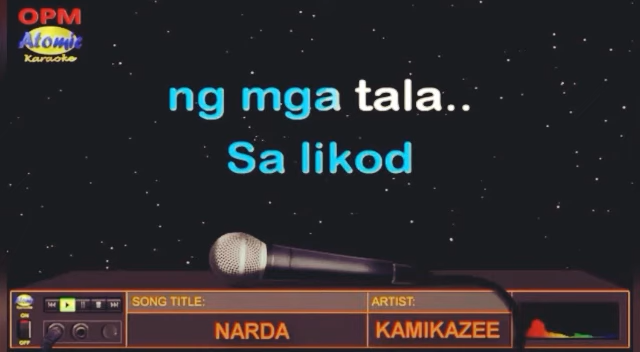 OPM
Atomic
Karaoke
ng mga tala..
Sa likod
SONG TITLE:
ARTIST:
NARDA
KAMIKAZEE
ON
OFF